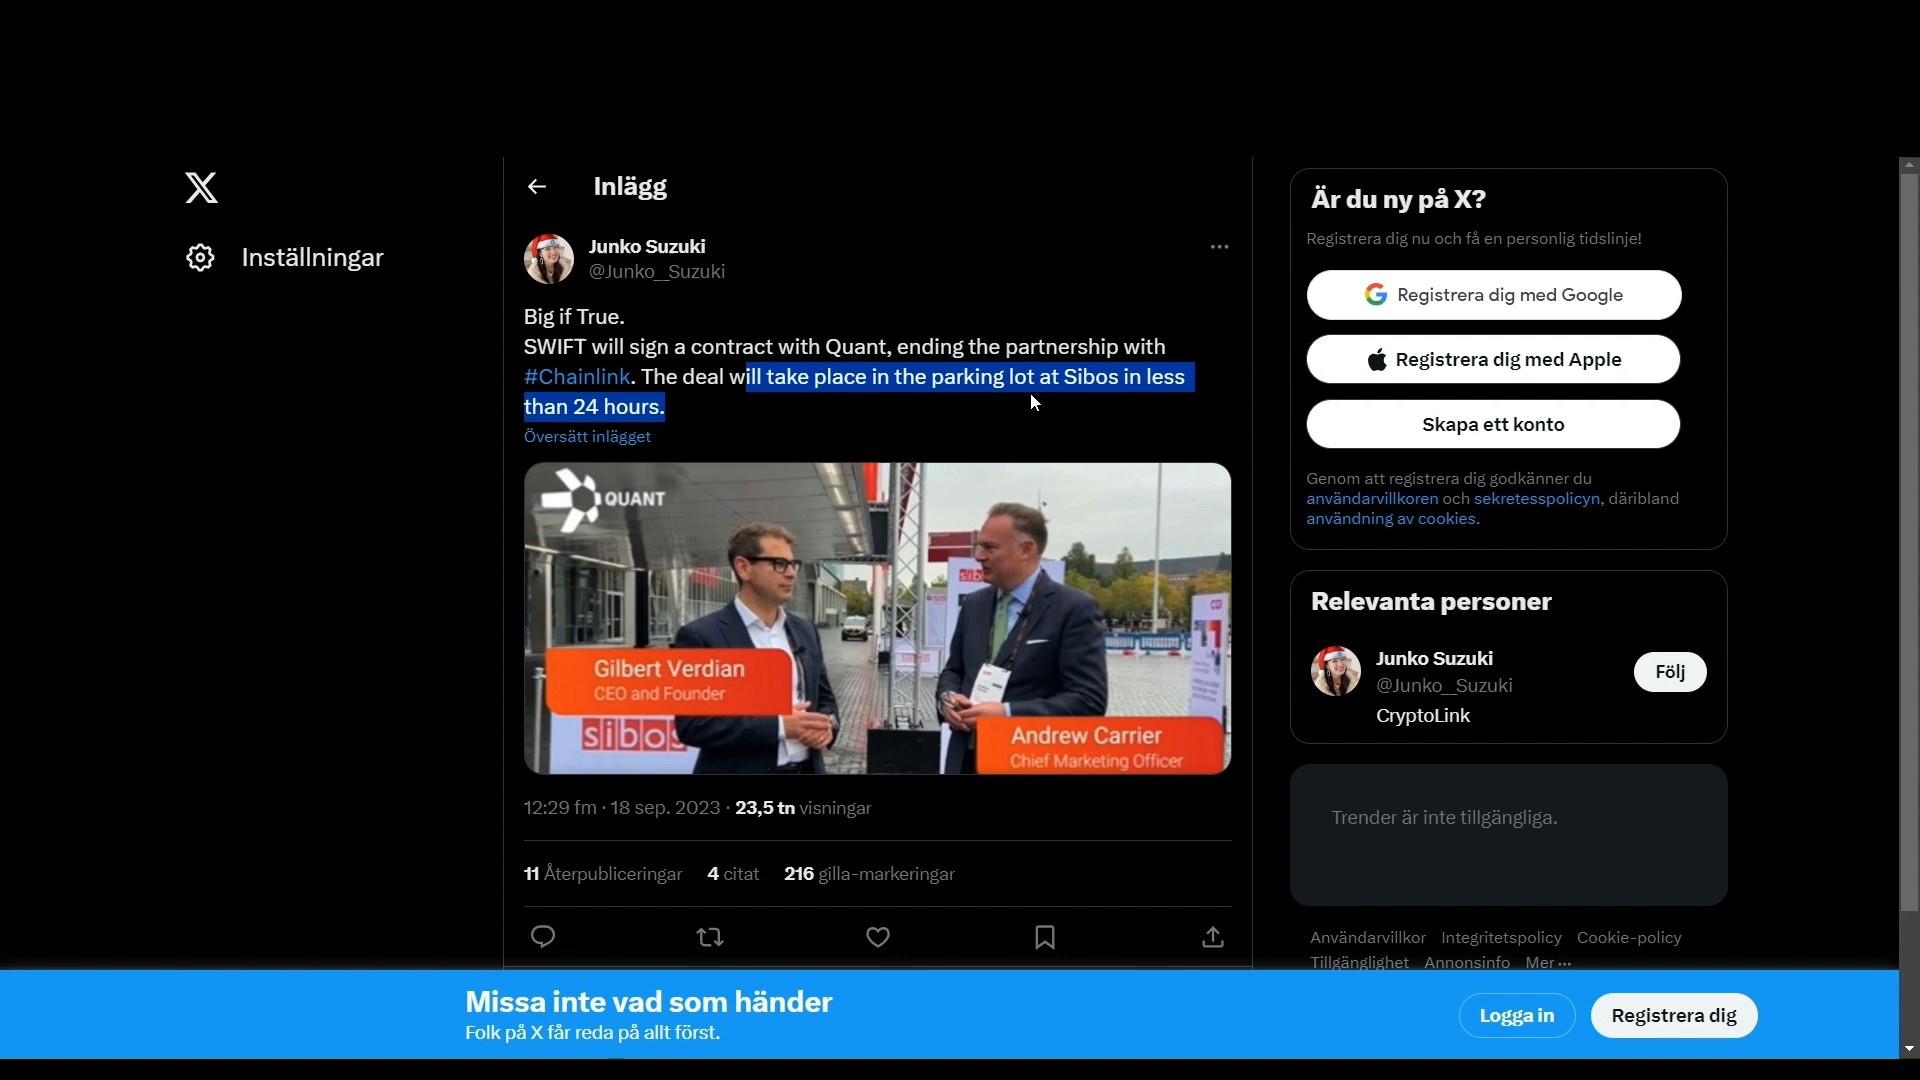 Inställningar
Inlägg
Junko Suzuki
@Junko__Suzuki
Big if True.
SWIFT will sign a contract with Quant, ending the partnership with
#Chainlink. The deal will take place in the parking lot at Sibos in less
than 24 hours.
Översätt inlägget
QUANT
sibos
CGI
Gilbert Verdian
CEO and Founder
sibos
Andrew Carrier
Chief Marketing Officer
12:29 fm · 18 sep. 2023 · 23,5 tn visningar
11 Återpubliceringar 4 citat 216 gilla-markeringar
Är du ny på X?
Registrera dig nu och få en personlig tidslinje!
Registrera dig med Google
Registrera dig med Apple
Skapa ett konto
Genom att registrera dig godkänner du
användarvillkoren och sekretesspolicyn, däribland
användning av cookies.
Relevanta personer
Junko Suzuki
@Junko__Suzuki
Följ
CryptoLink
Trender är inte tillgängliga.
Användarvillkor Integritetspolicy Cookie-policy
Tillgänglighet Annonsinfo Mer ···
Missa inte vad som händer
Folk på X får reda på allt först.
Logga in
Registrera dig